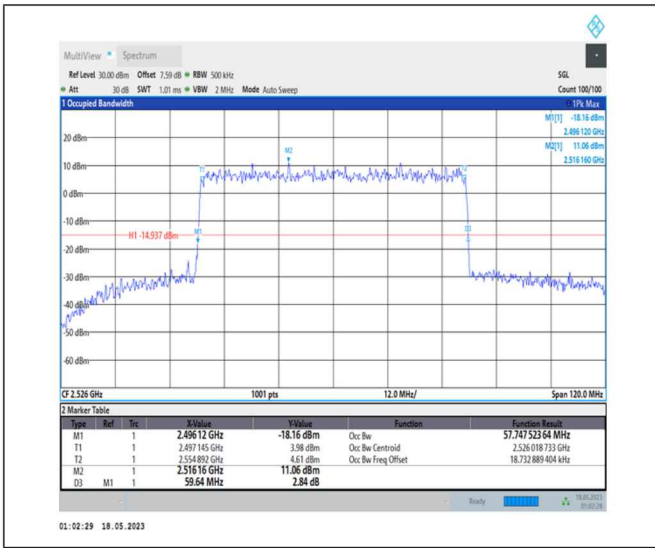 MultiView Spectrum
Ref Level 30.00 dBm Offset 7.59 dB RBW 500 kHz SGL
Att 30 dB SWT 1.01 ms VBW 2 MHz Mode Auto Sweep Count 100/100
1 Occupied Bandwidth 1Pk Max
M1[1] -18.16 dBm
2.496 120 GHz
M2[1] 11.06 dBm
2.516 160 GHz
20 dBm
M2
10 dBm
T1
0 dBm
-10 dBm
M1 D3
H1 -14.937 dBm
-20 dBm
-30 dBm
-40 dBm
-50 dBm
-60 dBm
CF 2.526 GHz 1001 pts 12.0 MHz/ Span 120.0 MHz
2 Marker Table
Type Ref Trc X-Value Y-Value Function Function Result
M1 1 2.496 12 GHz -18.16 dBm Occ Bw 57.747 523 64 MHz
T1 1 2.497 145 GHz 3.98 dBm Occ Bw Centroid 2.526 018 733 GHz
T2 1 2.554 892 GHz 4.61 dBm Occ Bw Freq Offset 18.732 889 404 kHz
M2 1 2.516 16 GHz 11.06 dBm
D3 M1 1 59.64 MHz 2.84 dB
Ready 18.05.2023
01:02:28
01:02:29 18.05.2023